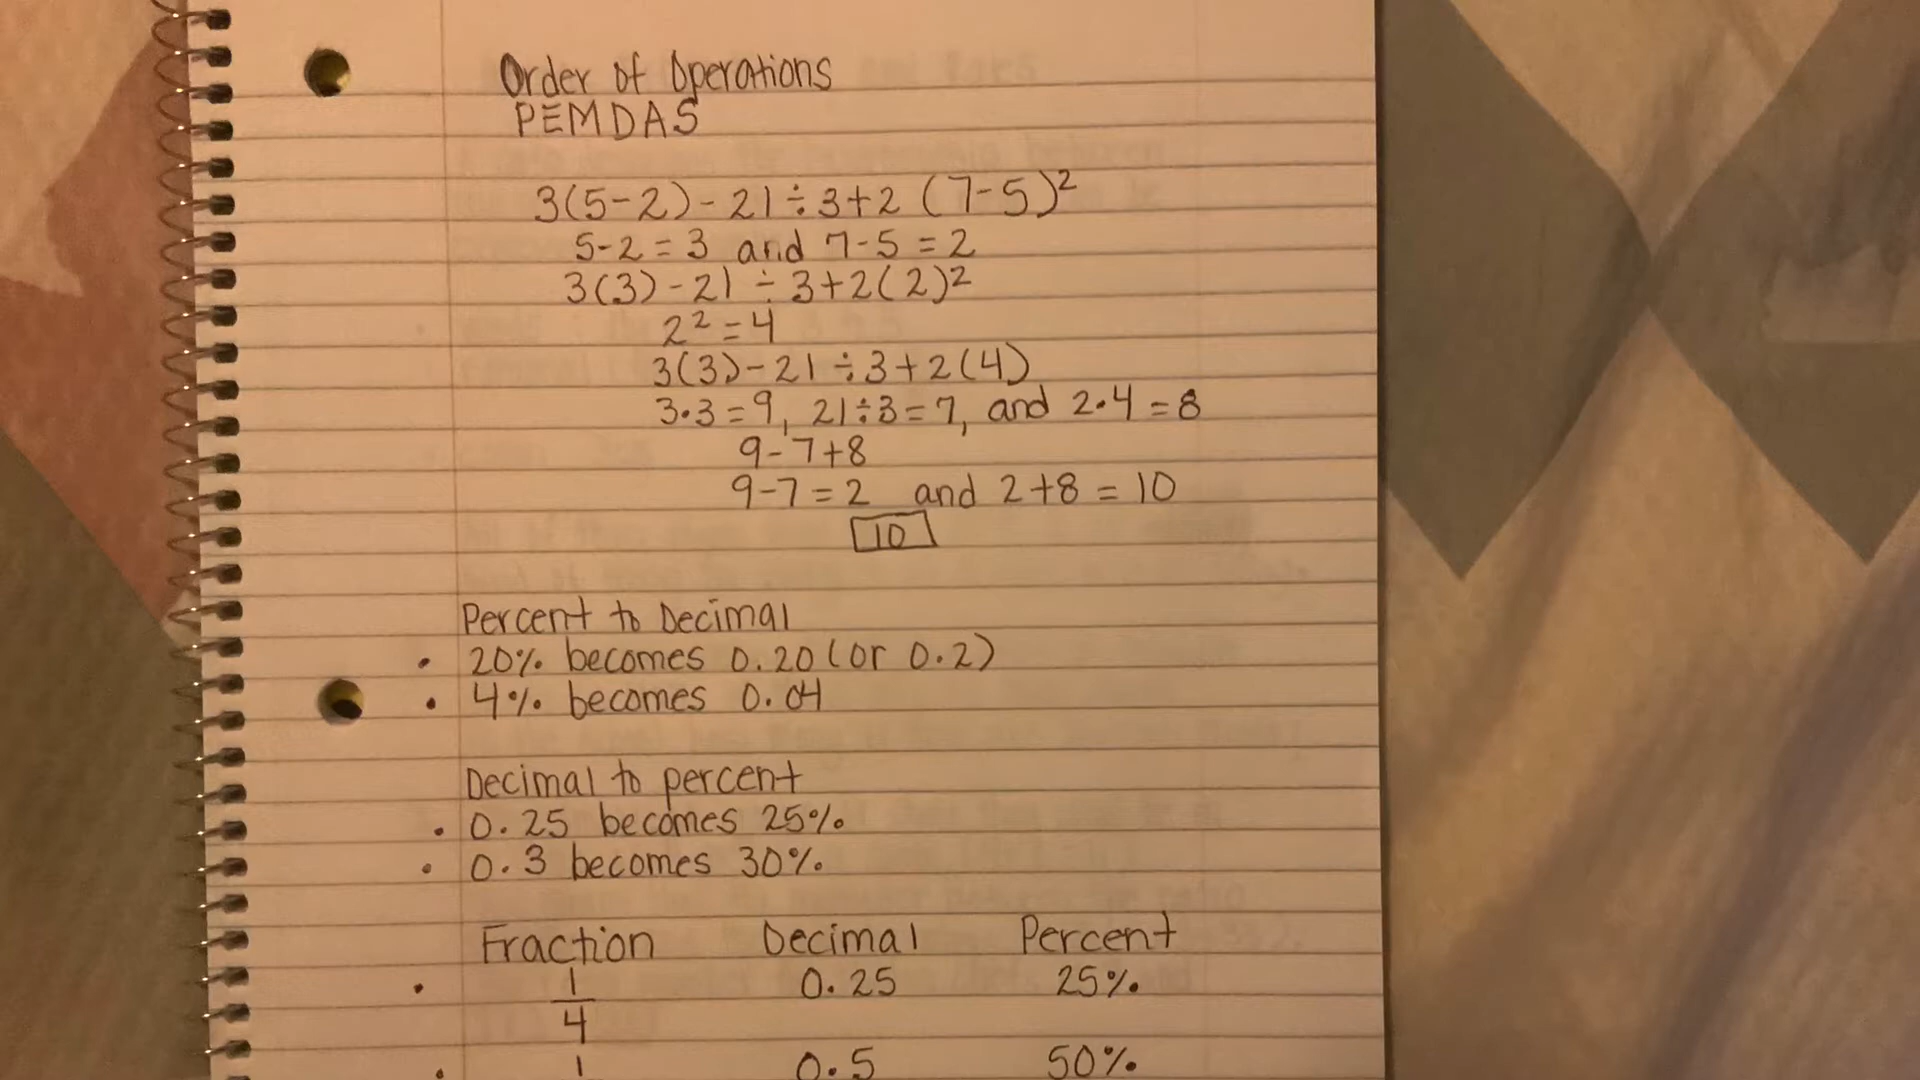 Order of Operations
PEMDAS
3(5-2)-21÷3+2(7-5)²
5-2=3 and 7-5=2
3(3)-21÷3+2(2)²
2²=4
3(3)-21÷3+2(4)
3•3=9, 21÷3=7, and 2•4=8
9-7+8
9-7=2 and 2+8=10
10
Percent to Decimal
• 20% becomes 0.20 (or 0.2)
• 4% becomes 0.04
Decimal to percent
• 0.25 becomes 25%
• 0.3 becomes 30%
Fraction Decimal Percent
• 1/4 0.25 25%
• 1 0.5 50%